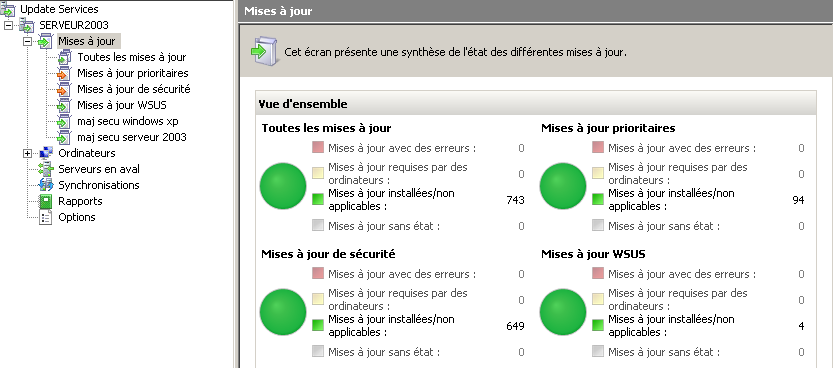 Update Services
SERVEUR2003
Mises à jour
Toutes les mises à jour
Mises à jour prioritaires
Mises à jour de sécurité
Mises à jour WSUS
maj secu windows xp
maj secu serveur 2003
Ordinateurs
Serveurs en aval
Synchronisations
Rapports
Options
Mises à jour
Cet écran présente une synthèse de l'état des différentes mises à jour.
Vue d'ensemble
Toutes les mises à jour
Mises à jour avec des erreurs : 0
Mises à jour requises par des
ordinateurs : 0
Mises à jour installées/non
applicables : 743
Mises à jour sans état : 0
Mises à jour prioritaires
Mises à jour avec des erreurs : 0
Mises à jour requises par des
ordinateurs : 0
Mises à jour installées/non
applicables : 94
Mises à jour sans état : 0
Mises à jour de sécurité
Mises à jour avec des erreurs : 0
Mises à jour requises par des
ordinateurs : 0
Mises à jour installées/non
applicables : 649
Mises à jour sans état : 0
Mises à jour WSUS
Mises à jour avec des erreurs : 0
Mises à jour requises par des
ordinateurs : 0
Mises à jour installées/non
applicables : 4
Mises à jour sans état : 0